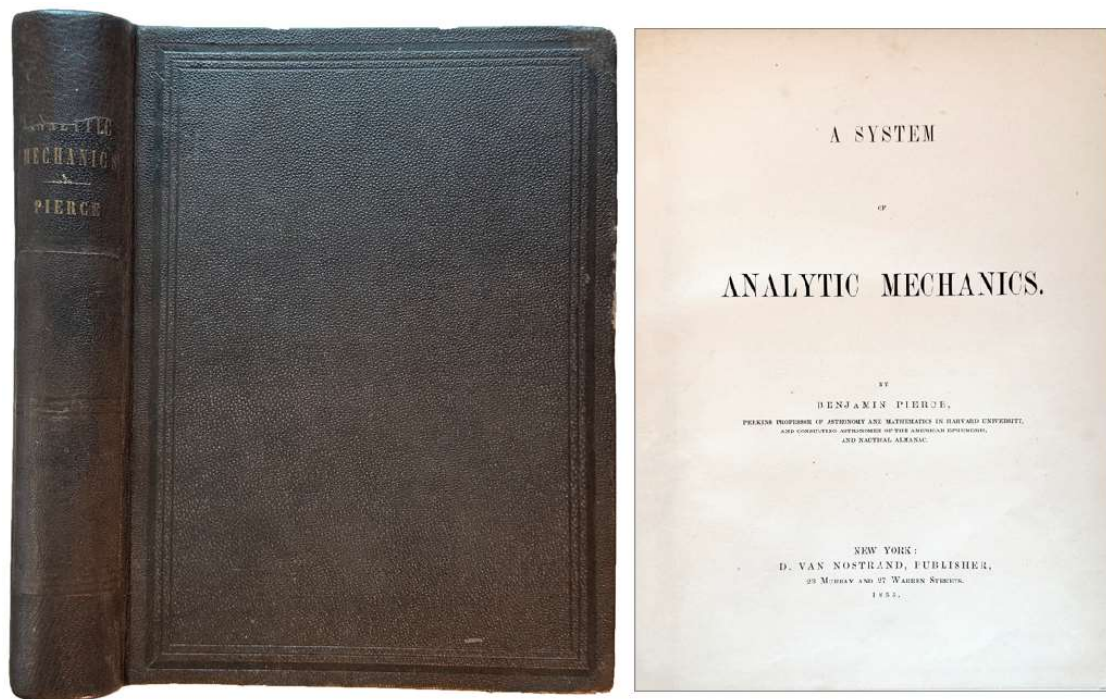 ANALYTIC
MECHANICS
PIERCE
A SYSTEM
OF
ANALYTIC MECHANICS.
BY
BENJAMIN PIERCE,
PERKINS PROFESSOR OF ASTRONOMY AND MATHEMATICS IN HARVARD UNIVERSITY,
AND CONSULTING ASTRONOMER OF THE AMERICAN EPHEMERIS,
AND NAUTICAL ALMANAC.
NEW YORK:
D. VAN NOSTRAND, PUBLISHER,
23 MURRAY AND 27 WARREN STREETS.